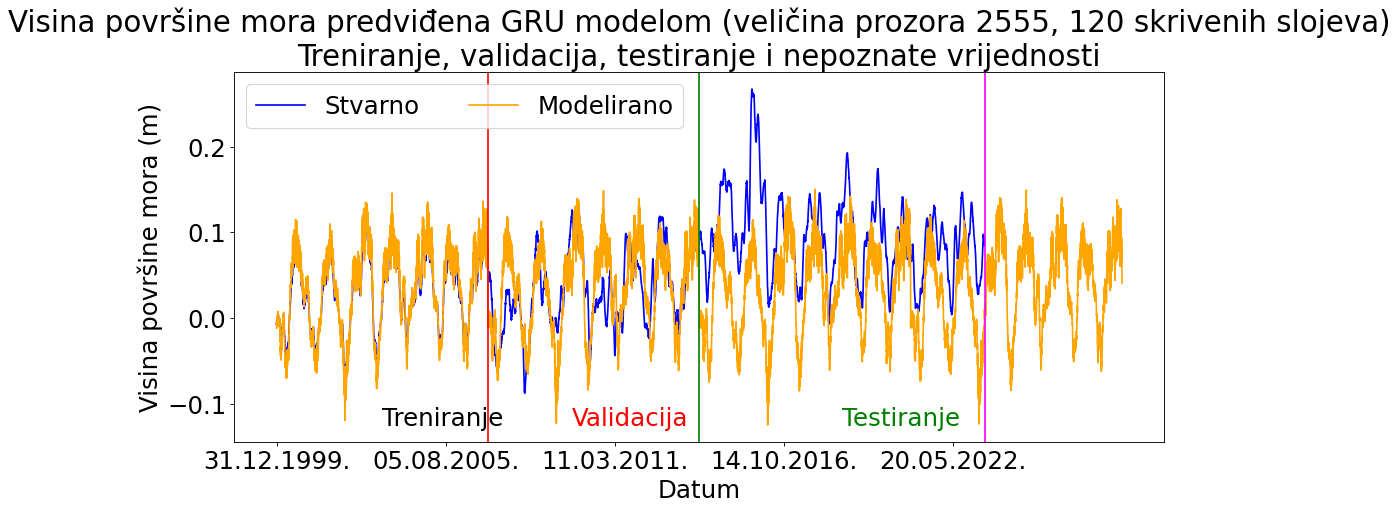 Visina površine mora predviđena GRU modelom (veličina prozora 2555, 120 skrivenih slojeva)
Treniranje, validacija, testiranje i nepoznate vrijednosti
Stvarno
Modelirano
Visina površine mora (m)
0.2
0.1
0.0
−0.1
Treniranje
Validacija
Testiranje
31.12.1999.
05.08.2005.
11.03.2011.
14.10.2016.
20.05.2022.
Datum